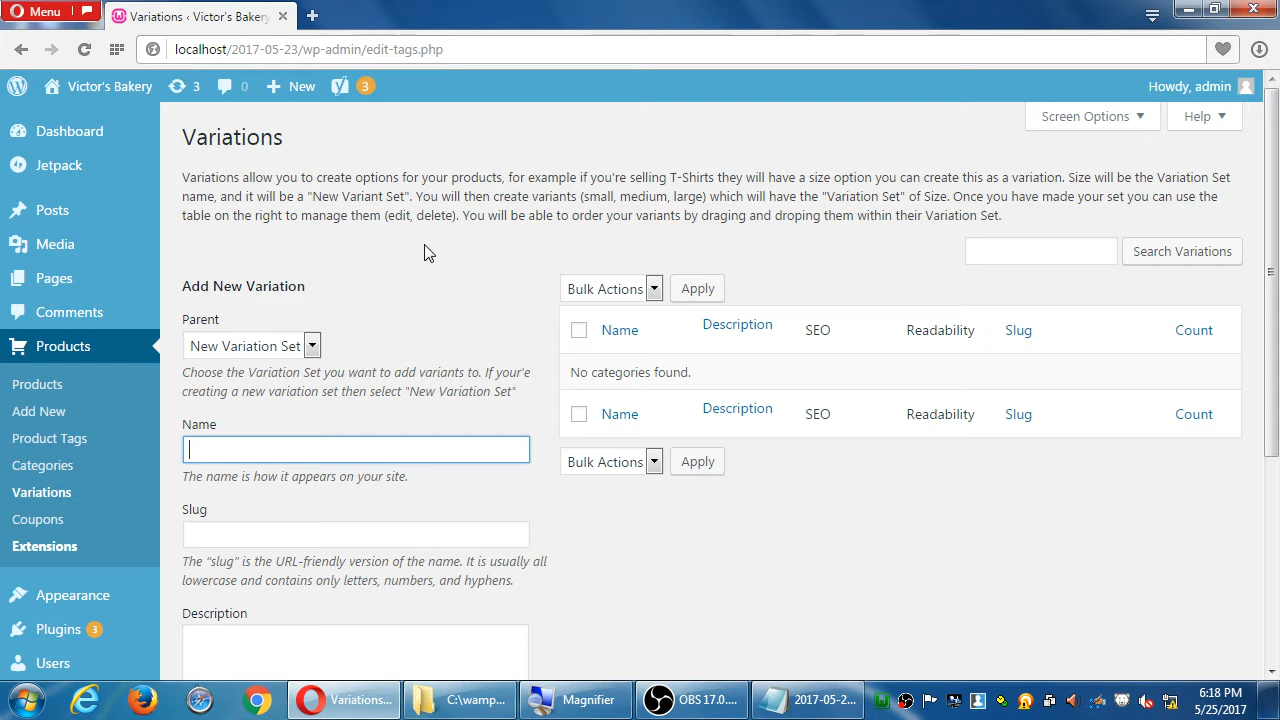 Menu
Variations ‹ Victor's Bakery
localhost/2017-05-23/wp-admin/edit-tags.php
Victor's Bakery
3
0
New
3
Howdy, admin
Dashboard
Jetpack
Posts
Media
Pages
Comments
Products
Products
Add New
Product Tags
Categories
Variations
Coupons
Extensions
Appearance
Plugins 3
Users
Screen Options
Help
Variations
Variations allow you to create options for your products, for example if you're selling T-Shirts they will have a size option you can create this as a variation. Size will be the Variation Set
name, and it will be a "New Variant Set". You will then create variants (small, medium, large) which will have the "Variation Set" of Size. Once you have made your set you can use the
table on the right to manage them (edit, delete). You will be able to order your variants by draging and droping them within their Variation Set.
Search Variations
Add New Variation
Parent
New Variation Set
Choose the Variation Set you want to add variants to. If your'e
creating a new variation set then select "New Variation Set"
Name
The name is how it appears on your site.
Slug
The “slug” is the URL-friendly version of the name. It is usually all
lowercase and contains only letters, numbers, and hyphens.
Description
Bulk Actions
Apply
Name Description SEO Readability Slug Count
No categories found.
Name Description SEO Readability Slug Count
Bulk Actions
Apply
Variations...
C:\wamp...
Magnifier
OBS 17.0....
2017-05-2...
6:18 PM
5/25/2017